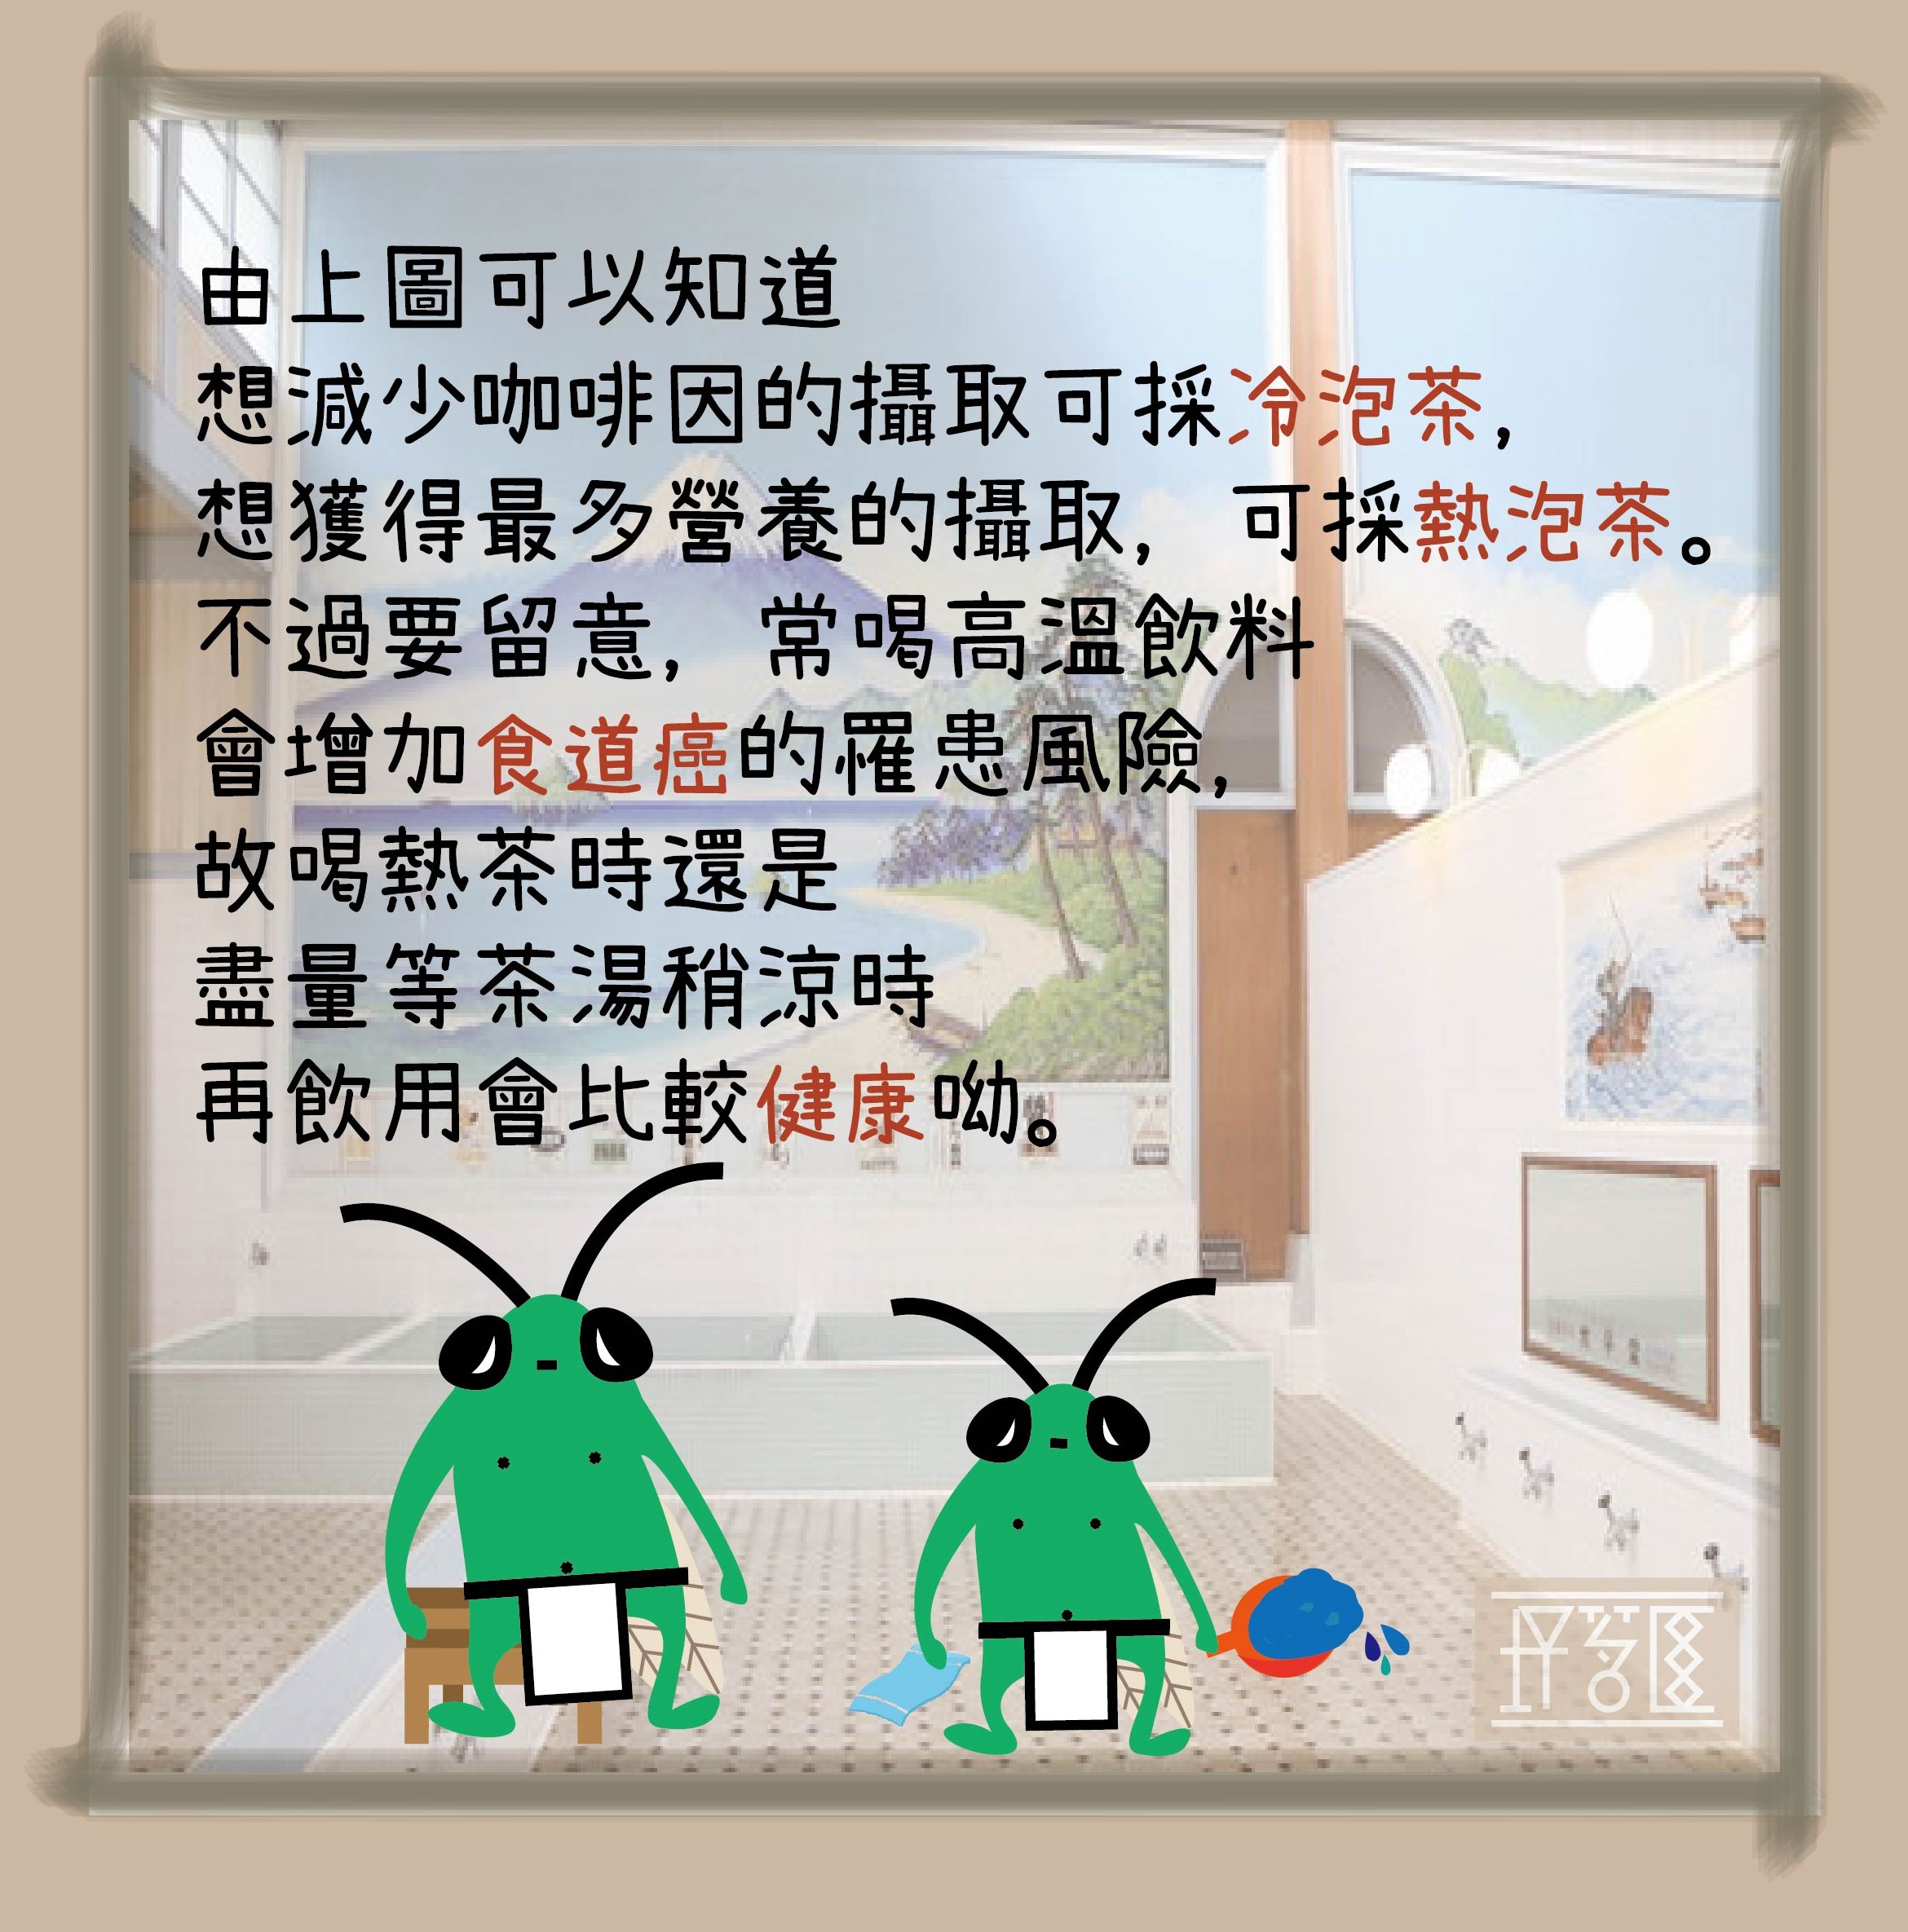 由上圖可以知道
想減少咖啡因的攝取可採冷泡茶,
想獲得最多營養的攝取, 可採熱泡茶。
不過要留意, 常喝高溫飲料
會增加食道癌的罹患風險,
故喝熱茶時還是
盡量等茶湯稍涼時
再飲用會比較健康呦。